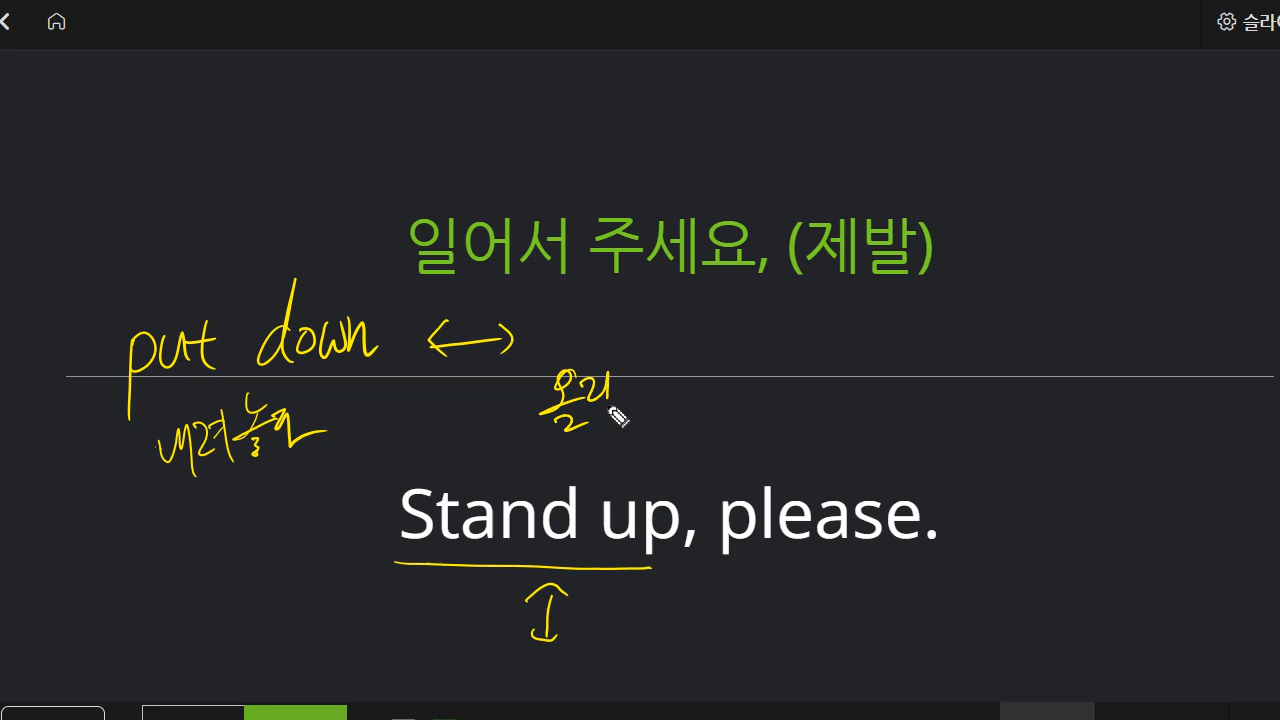 슬라
일어서 주세요, (제발)
put down ↔
올리
내려놓다
Stand up, please.